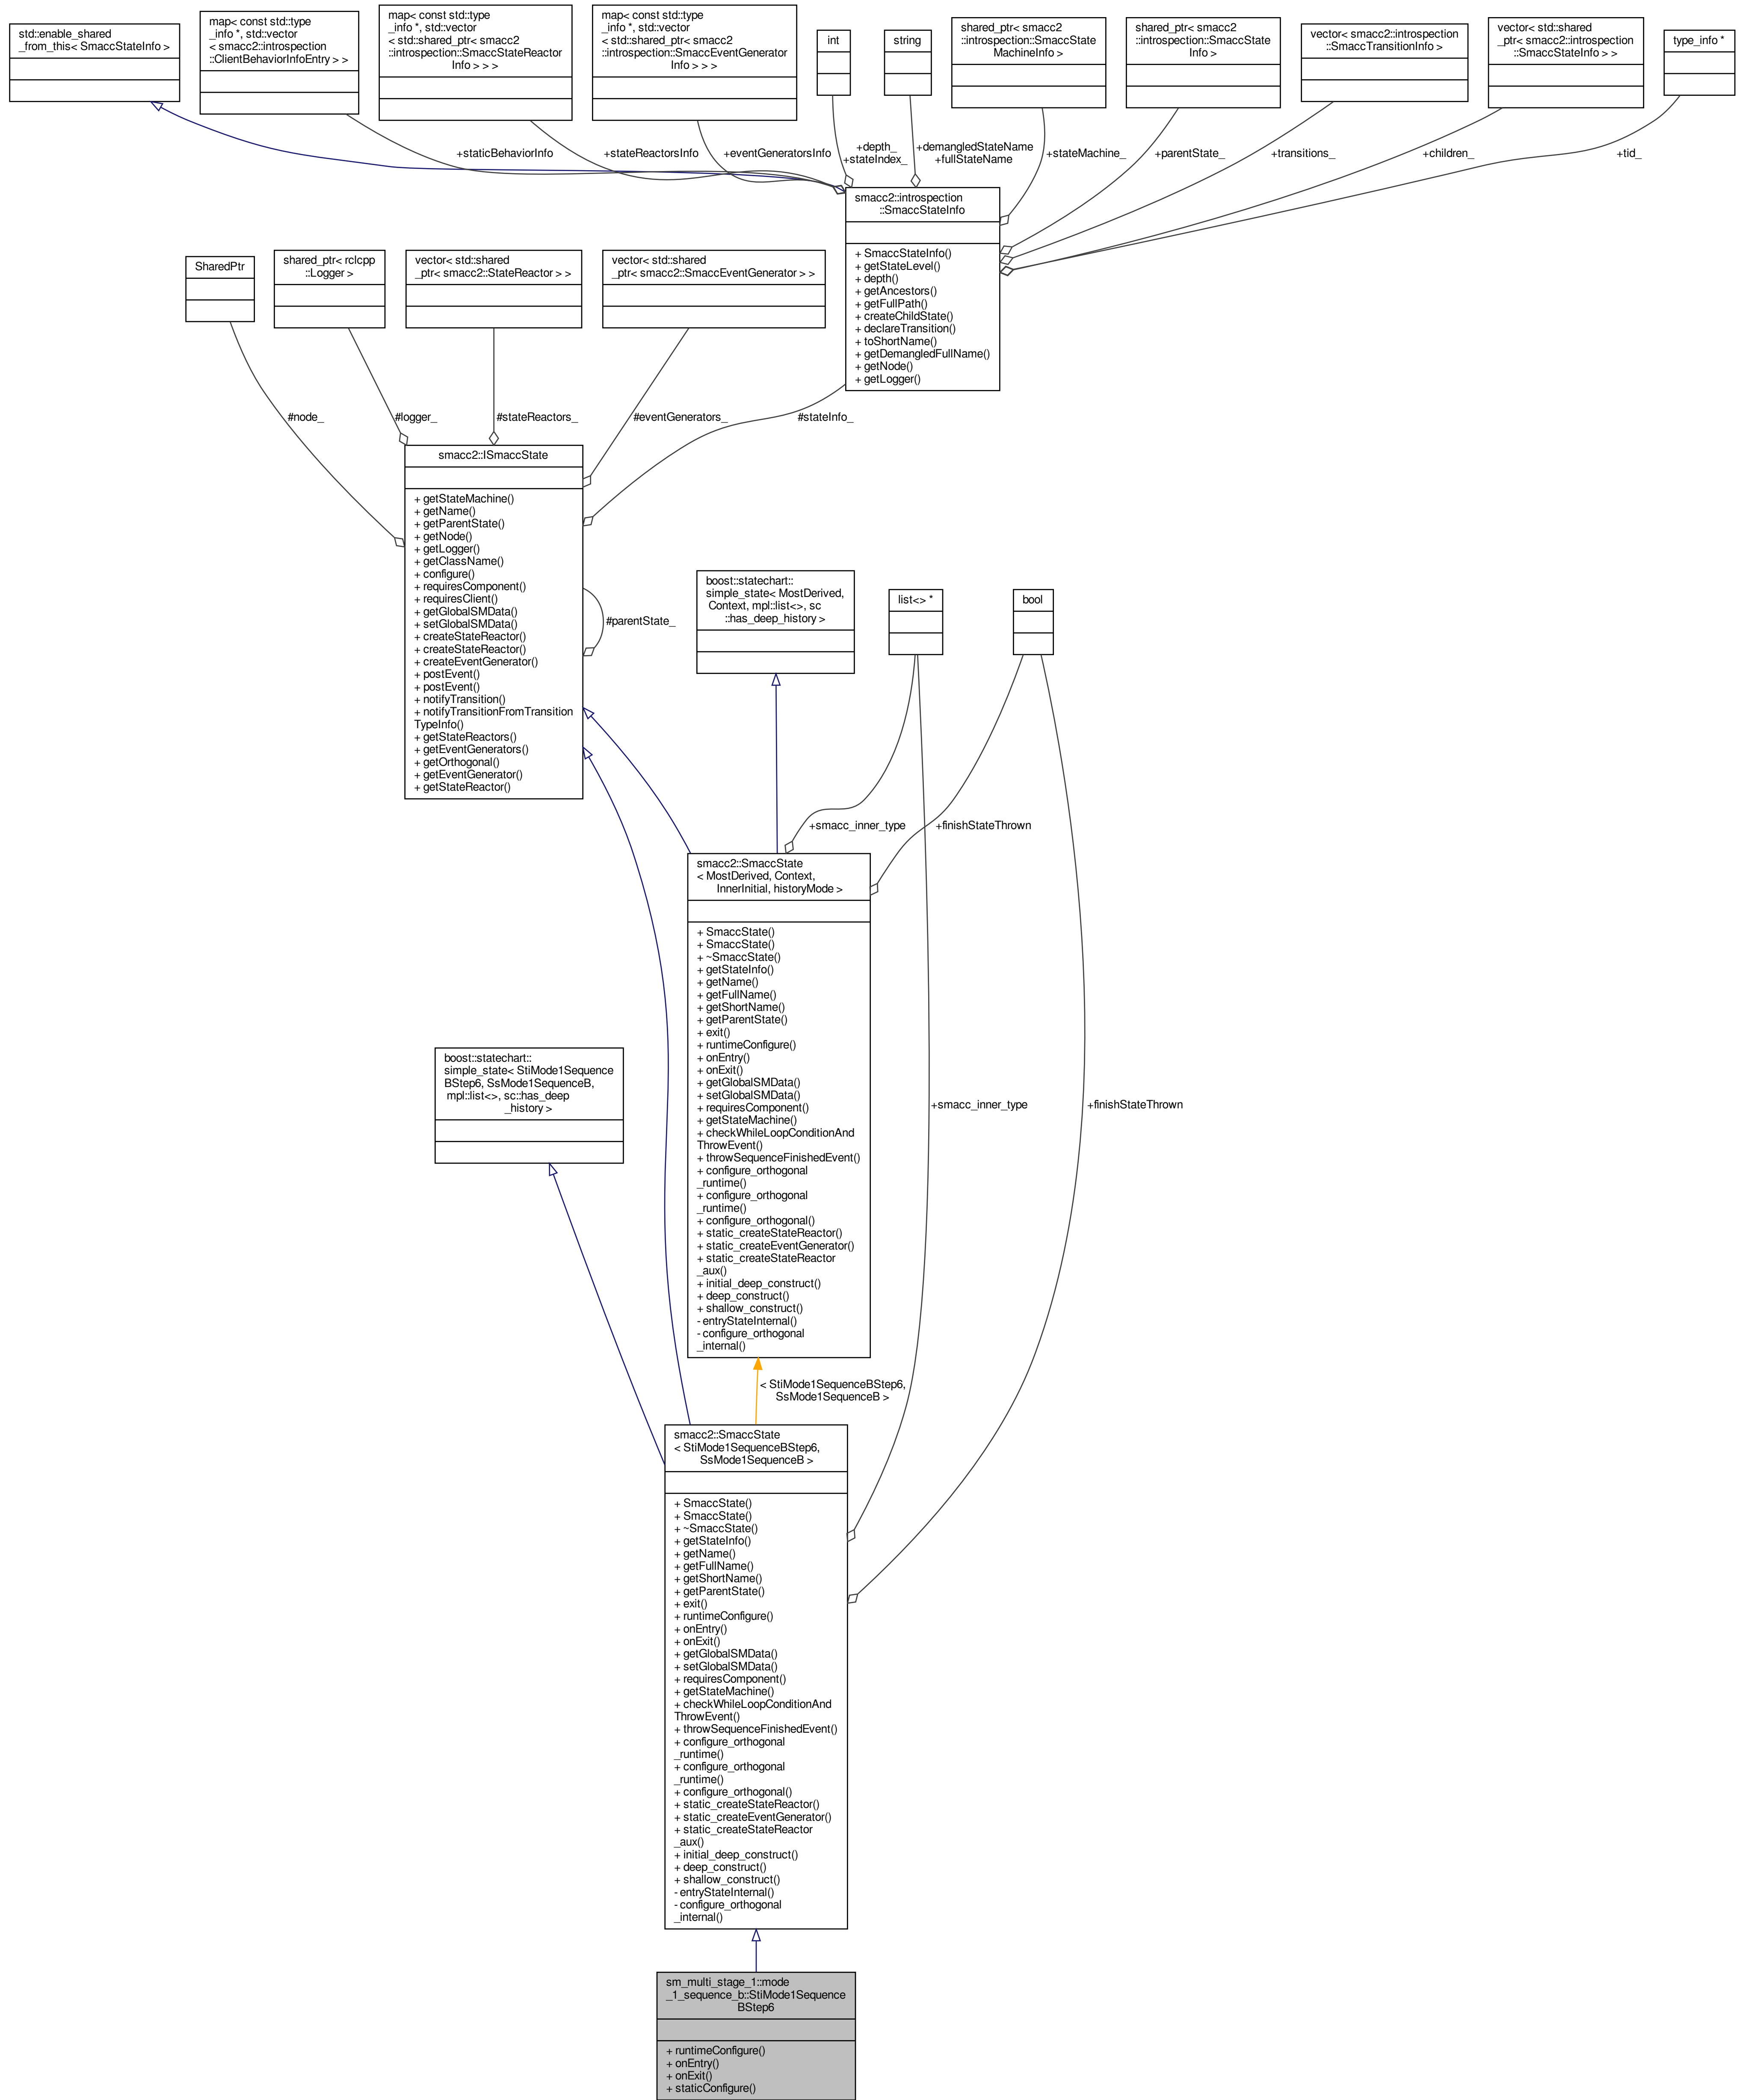 std::enable_shared
_from_this< SmaccStateInfo >
map< const std::type
_info *, std::vector
< smacc2::introspection
::ClientBehaviorInfoEntry > >
map< const std::type
_info *, std::vector
< std::shared_ptr< smacc2
::introspection::SmaccStateReactor
Info > > >
map< const std::type
_info *, std::vector
< std::shared_ptr< smacc2
::introspection::SmaccEventGenerator
Info > > >
int
string
shared_ptr< smacc2
::introspection::SmaccState
MachineInfo >
shared_ptr< smacc2
::introspection::SmaccState
Info >
vector< smacc2::introspection
::SmaccTransitionInfo >
vector< std::shared
_ptr< smacc2::introspection
::SmaccStateInfo > >
type_info *
+staticBehaviorInfo
+stateReactorsInfo
+eventGeneratorsInfo
+depth_
+stateIndex_
+demangledStateName
+fullStateName
+stateMachine_
+parentState_
+transitions_
+children_
+tid_
smacc2::introspection
::SmaccStateInfo
+ SmaccStateInfo()
+ getStateLevel()
+ depth()
+ getAncestors()
+ getFullPath()
+ createChildState()
+ declareTransition()
+ toShortName()
+ getDemangledFullName()
+ getNode()
+ getLogger()
SharedPtr
shared_ptr< rclcpp
::Logger >
vector< std::shared
_ptr< smacc2::StateReactor > >
vector< std::shared
_ptr< smacc2::SmaccEventGenerator > >
#node_
#logger_
#stateReactors_
#eventGenerators_
#stateInfo_
smacc2::ISmaccState
+ getStateMachine()
+ getName()
+ getParentState()
+ getNode()
+ getLogger()
+ getClassName()
+ configure()
+ requiresComponent()
+ requiresClient()
+ getGlobalSMData()
+ setGlobalSMData()
+ createStateReactor()
+ createStateReactor()
+ createEventGenerator()
+ postEvent()
+ postEvent()
+ notifyTransition()
+ notifyTransitionFromTransition
TypeInfo()
+ getStateReactors()
+ getEventGenerators()
+ getOrthogonal()
+ getEventGenerator()
+ getStateReactor()
#parentState_
boost::statechart::
simple_state< MostDerived,
Context, mpl::list<>, sc
::has_deep_history >
list<> *
bool
+smacc_inner_type
+finishStateThrown
smacc2::SmaccState
< MostDerived, Context,
InnerInitial, historyMode >
+ SmaccState()
+ SmaccState()
+ ~SmaccState()
+ getStateInfo()
+ getName()
+ getFullName()
+ getShortName()
+ getParentState()
+ exit()
+ runtimeConfigure()
+ onEntry()
+ onExit()
+ getGlobalSMData()
+ setGlobalSMData()
+ requiresComponent()
+ getStateMachine()
+ checkWhileLoopConditionAnd
ThrowEvent()
+ throwSequenceFinishedEvent()
+ configure_orthogonal
_runtime()
+ configure_orthogonal
_runtime()
+ configure_orthogonal()
+ static_createStateReactor()
+ static_createEventGenerator()
+ static_createStateReactor
_aux()
+ initial_deep_construct()
+ deep_construct()
+ shallow_construct()
- entryStateInternal()
- configure_orthogonal
_internal()
boost::statechart::
simple_state< StiMode1Sequence
BStep6, SsMode1SequenceB,
mpl::list<>, sc::has_deep
_history >
+smacc_inner_type
+finishStateThrown
< StiMode1SequenceBStep6,
SsMode1SequenceB >
smacc2::SmaccState
< StiMode1SequenceBStep6,
SsMode1SequenceB >
+ SmaccState()
+ SmaccState()
+ ~SmaccState()
+ getStateInfo()
+ getName()
+ getFullName()
+ getShortName()
+ getParentState()
+ exit()
+ runtimeConfigure()
+ onEntry()
+ onExit()
+ getGlobalSMData()
+ setGlobalSMData()
+ requiresComponent()
+ getStateMachine()
+ checkWhileLoopConditionAnd
ThrowEvent()
+ throwSequenceFinishedEvent()
+ configure_orthogonal
_runtime()
+ configure_orthogonal
_runtime()
+ configure_orthogonal()
+ static_createStateReactor()
+ static_createEventGenerator()
+ static_createStateReactor
_aux()
+ initial_deep_construct()
+ deep_construct()
+ shallow_construct()
- entryStateInternal()
- configure_orthogonal
_internal()
sm_multi_stage_1::mode
_1_sequence_b::StiMode1Sequence
BStep6
+ runtimeConfigure()
+ onEntry()
+ onExit()
+ staticConfigure()